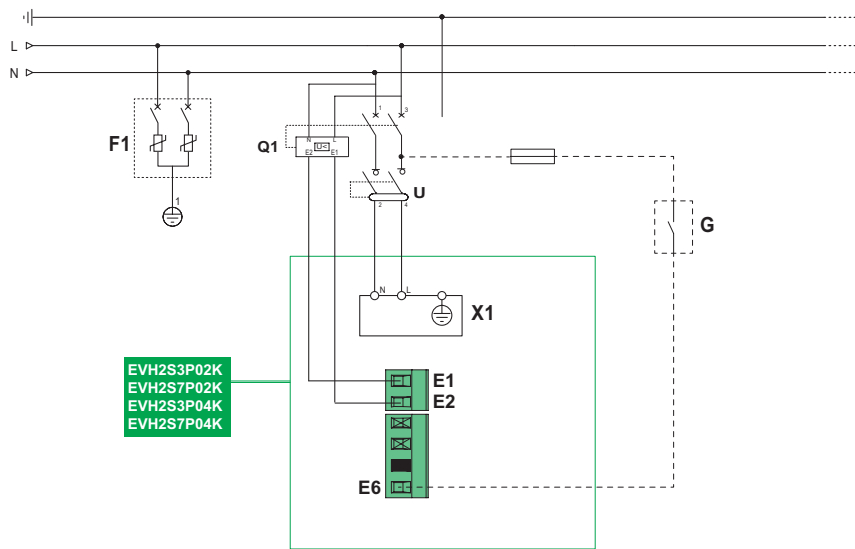 L
N
1
3
F1
Q1
N
L
E2
U<
E1
U
2
4
1
G
N
L
X1
EVH2S3P02K
EVH2S7P02K
EVH2S3P04K
EVH2S7P04K
E1
E2
E6